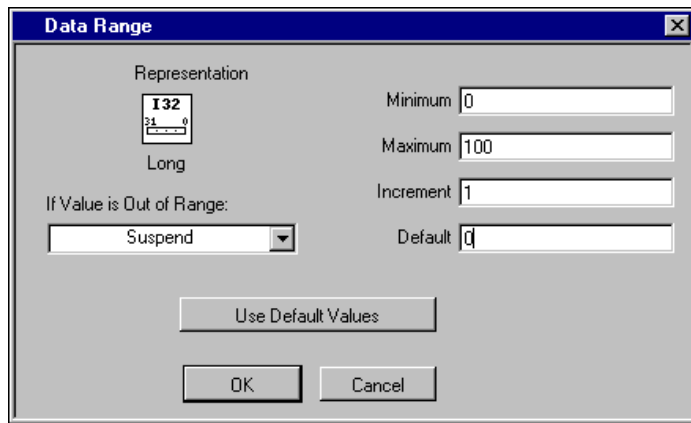 Data Range
Representation
I32
31 0
Long
If Value is Out of Range:
Suspend
Minimum 0
Maximum 100
Increment 1
Default 0
Use Default Values
OK
Cancel